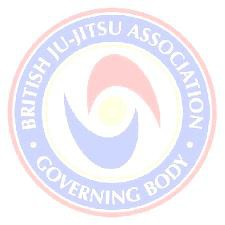 BRITISH JU-JITSU ASSOCIATION
· GOVERNING BODY ·